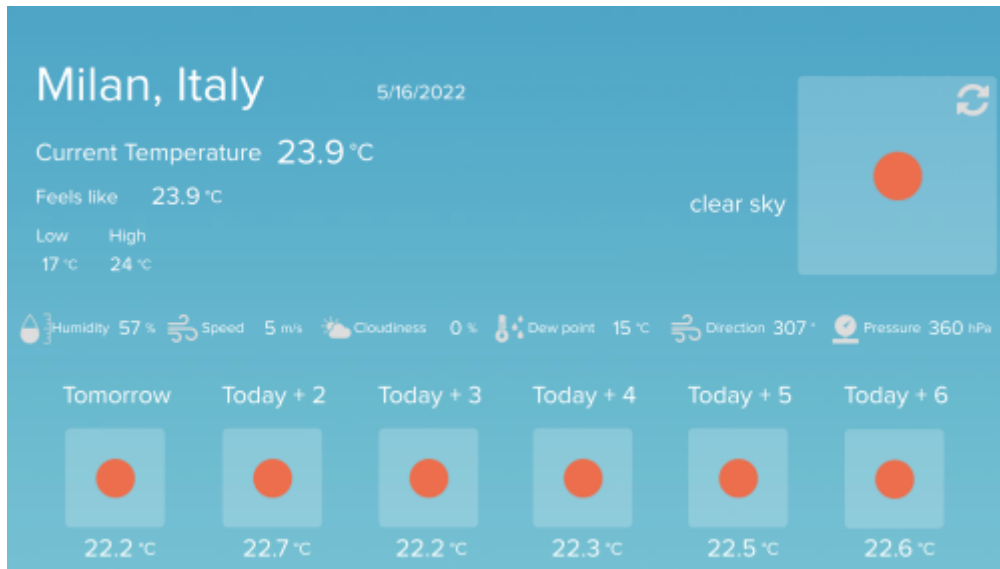 Milan, Italy 5/16/2022
Current Temperature 23.9 °C
Feels like 23.9 °C
clear sky
Low High
17 °C 24 °C
Humidity 57 % Speed 5 m/s Cloudiness 0 % Dew point 15 °C Direction 307 ° Pressure 360 hPa
Tomorrow Today + 2 Today + 3 Today + 4 Today + 5 Today + 6
22.2 °C 22.7 °C 22.2 °C 22.3 °C 22.5 °C 22.6 °C